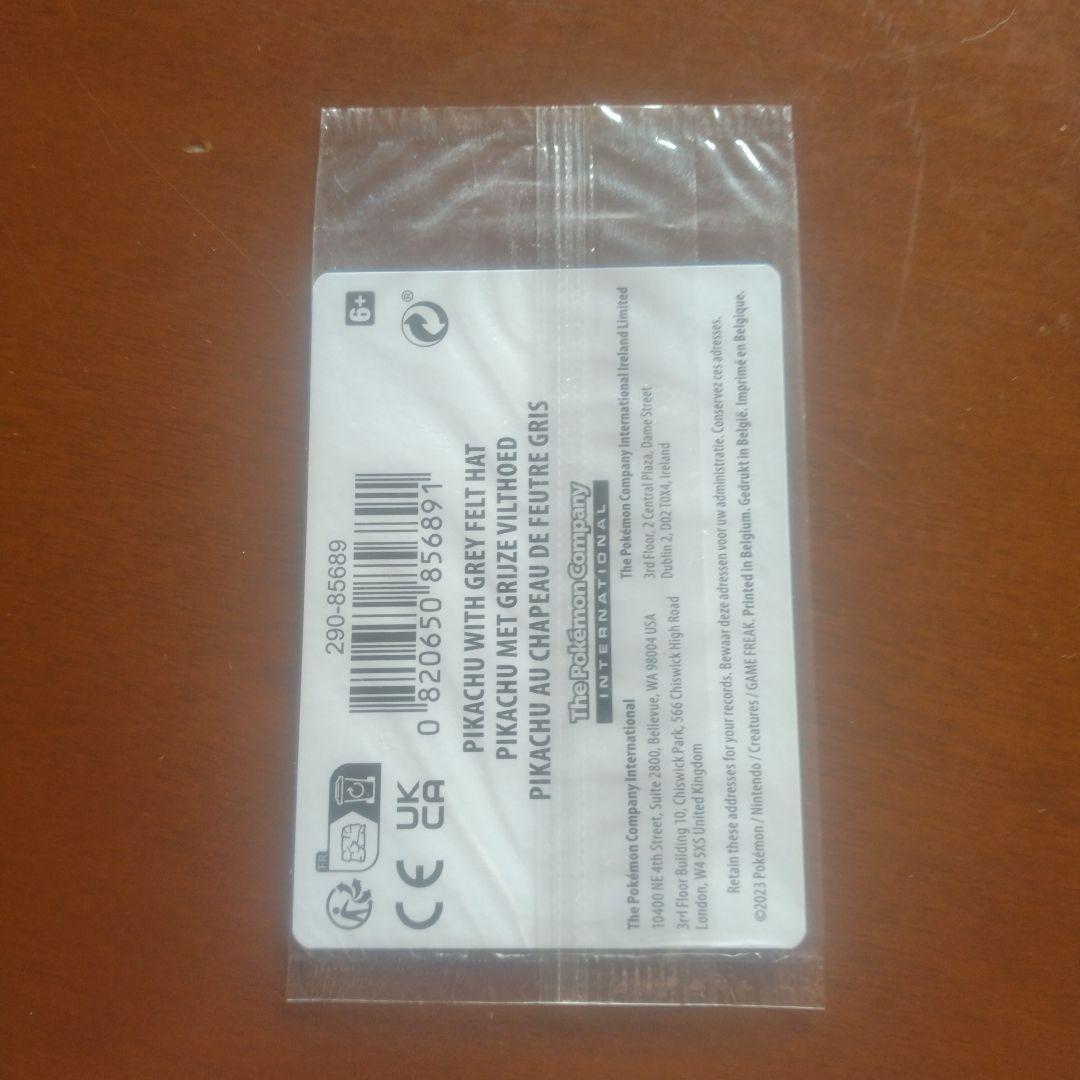 6+
®
290-85689
0 820650 856891
FR
CE
UK
CA
PIKACHU WITH GREY FELT HAT
PIKACHU MET GRIJZE VILTHOED
PIKACHU AU CHAPEAU DE FEUTRE GRIS
The Pokémon Company
INTERNATIONAL
The Pokémon Company International
10400 NE 4th Street, Suite 2800, Bellevue, WA 98004 USA
3rd Floor Building 10, Chiswick Park, 566 Chiswick High Road
London, W4 5XS United Kingdom
The Pokémon Company International Ireland Limited
3rd Floor, 2 Central Plaza, Dame Street
Dublin 2, D02 T0X4, Ireland
Retain these addresses for your records. Bewaar deze adressen voor uw administratie. Conservez ces adresses.
©2023 Pokémon / Nintendo / Creatures / GAME FREAK. Printed in Belgium. Gedrukt in België. Imprimé en Belgique.